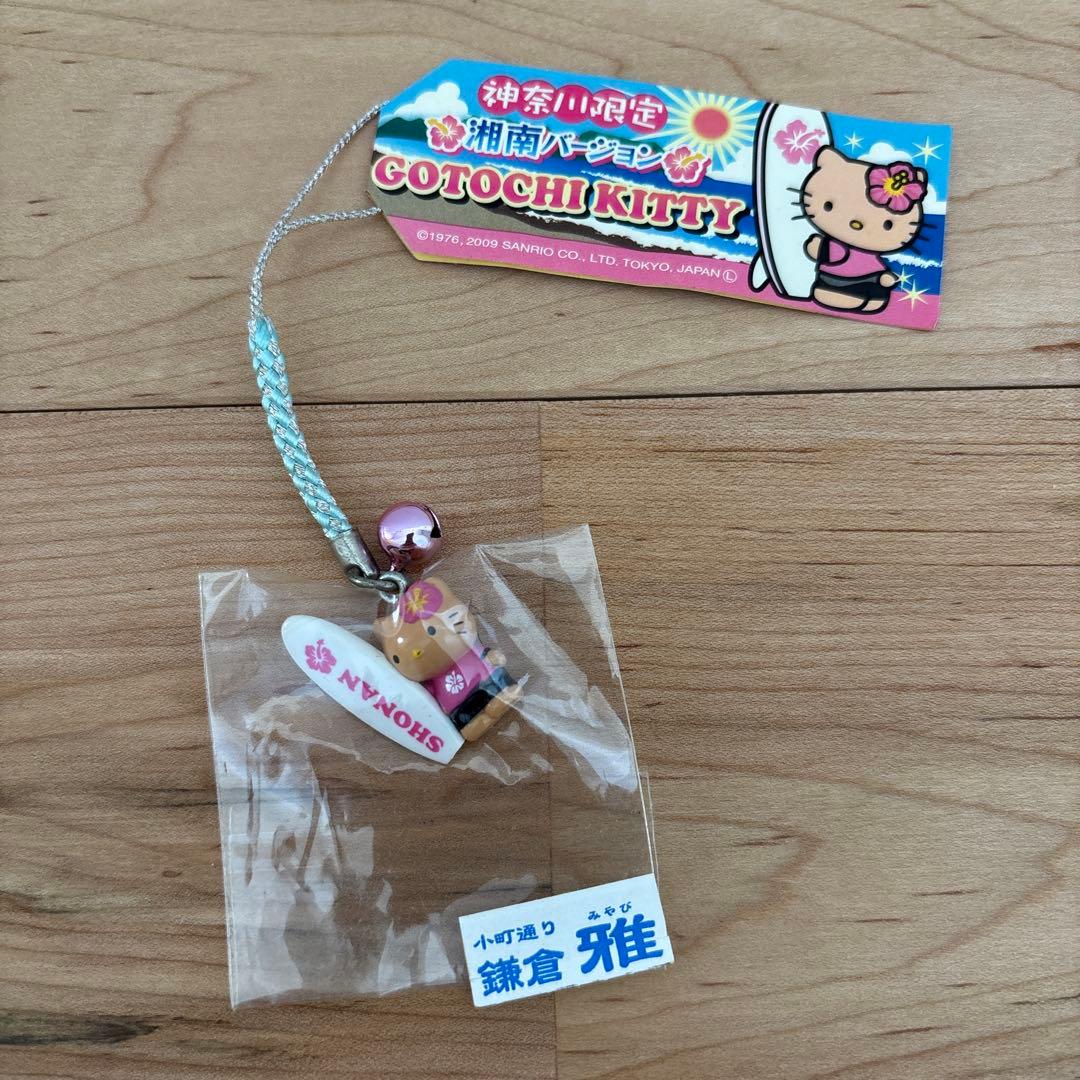 神奈川限定
湘南バージョン
GOTOCHI KITTY
©1976, 2009 SANRIO CO., LTD. TOKYO, JAPAN Ⓛ
SHONAN
小町通り
みやび
鎌倉 雅